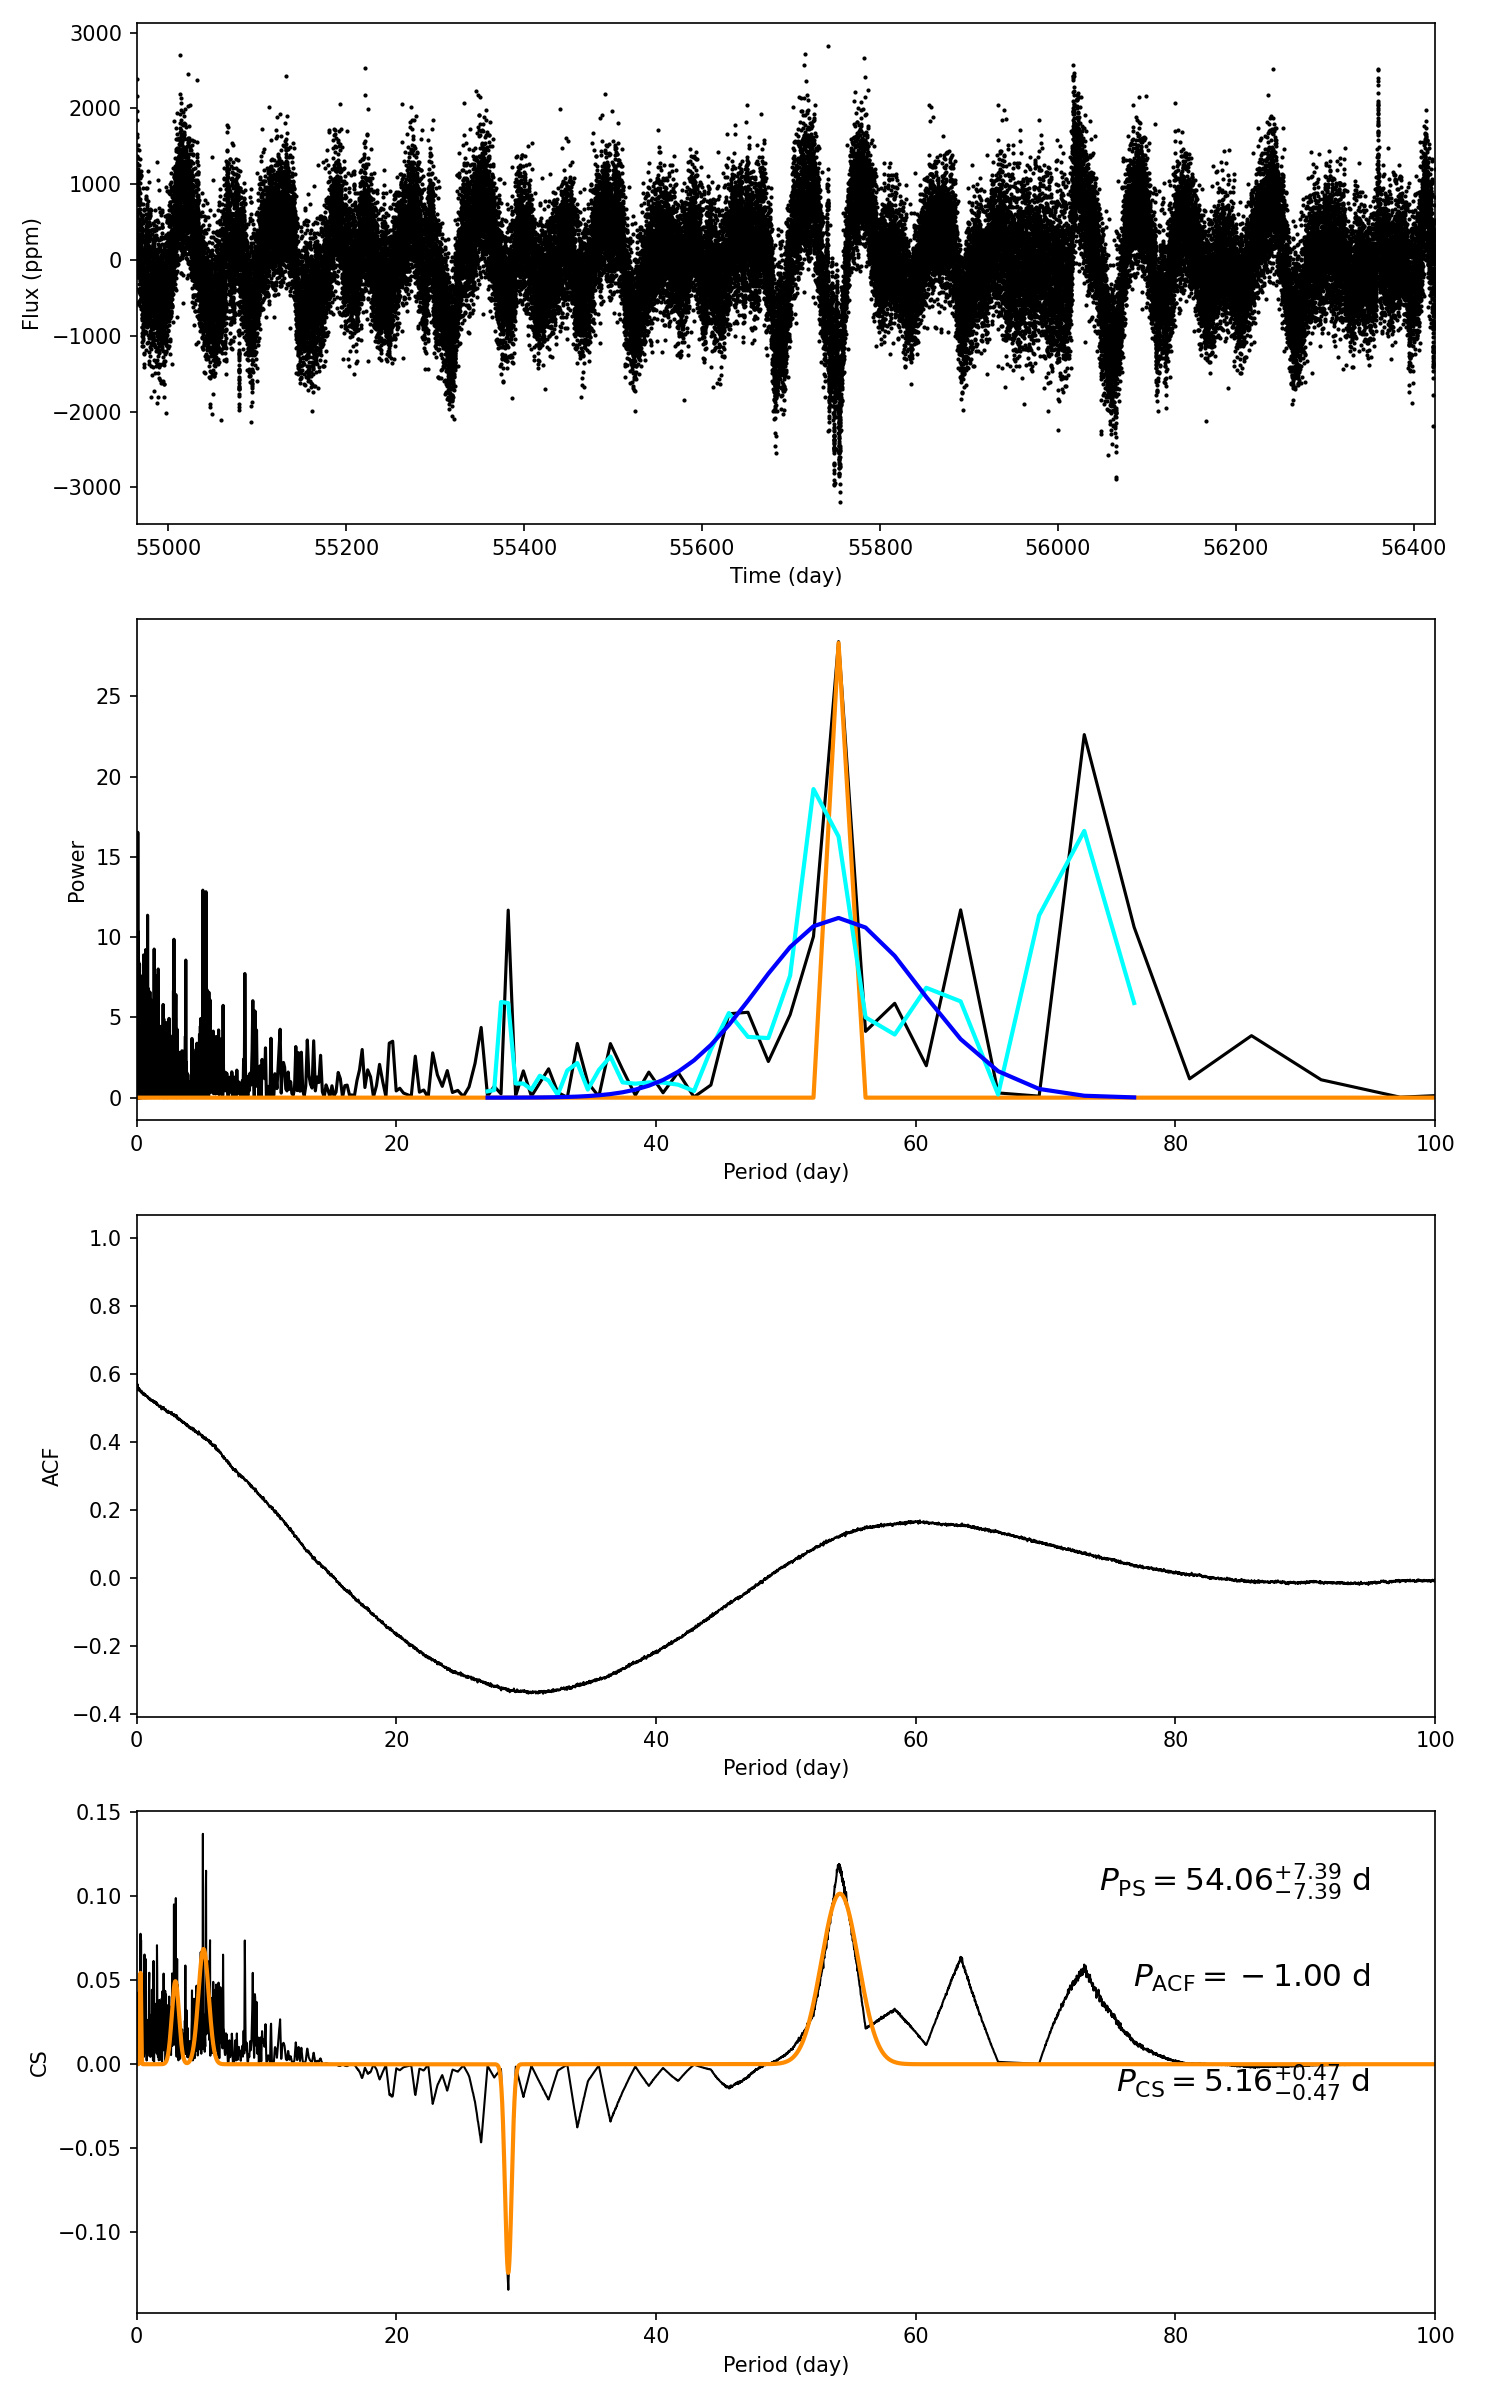 3000
2000
1000
0
−1000
−2000
−3000
Flux (ppm)
55000 55200 55400 55600 55800 56000 56200 56400
Time (day)
25
20
15
10
5
0
Power
0 20 40 60 80 100
Period (day)
1.0
0.8
0.6
0.4
0.2
0.0
−0.2
−0.4
ACF
0 20 40 60 80 100
Period (day)
0.15
0.10
0.05
0.00
−0.05
−0.10
CS
P_PS = 54.06^{+7.39}_{−7.39} d
P_ACF = −1.00 d
P_CS = 5.16^{+0.47}_{−0.47} d
0 20 40 60 80 100
Period (day)